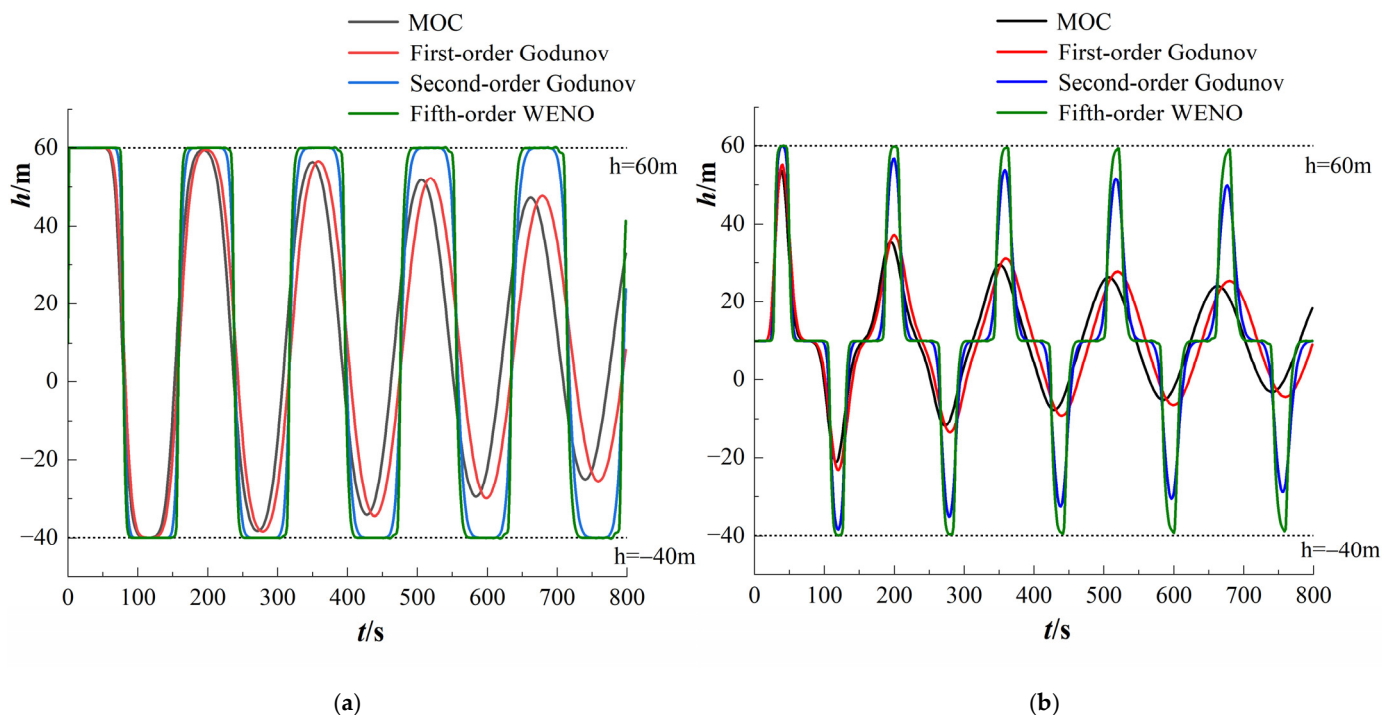 MOC
First-order Godunov
Second-order Godunov
Fifth-order WENO
h/m
60
40
20
0
−20
−40
h=60m
h=−40m
0 100 200 300 400 500 600 700 800
t/s
(a)
MOC
First-order Godunov
Second-order Godunov
Fifth-order WENO
h/m
60
40
20
0
−20
−40
h=60m
h=−40m
0 100 200 300 400 500 600 700 800
t/s
(b)